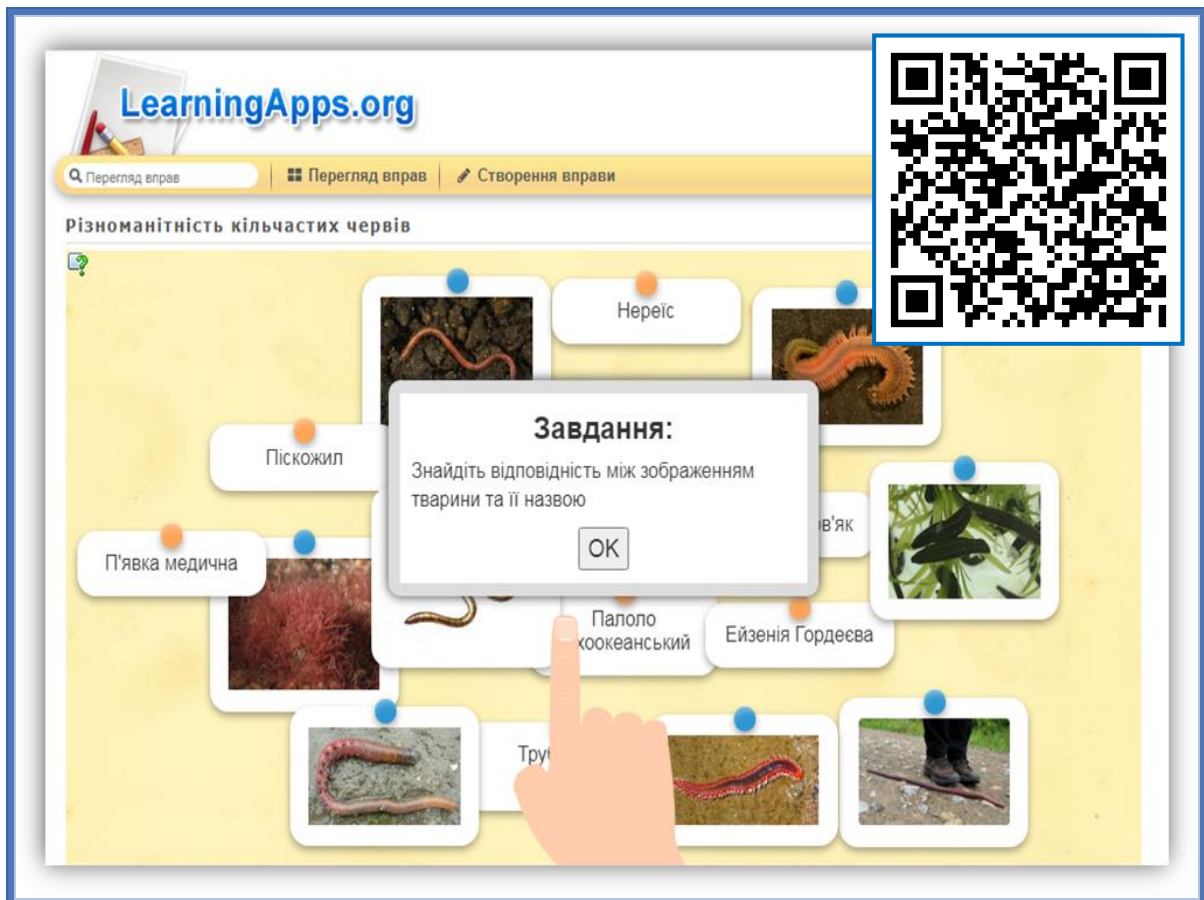 LearningApps.org
Перегляд вправ
Перегляд вправ
Створення вправи
Різноманітність кільчастих червів
Нереїс
Піскожил
Завдання:
Знайдіть відповідність між зображенням
тварини та її назвою
OK
П'явка медична
Палоло
Ейзенія Гордеєва